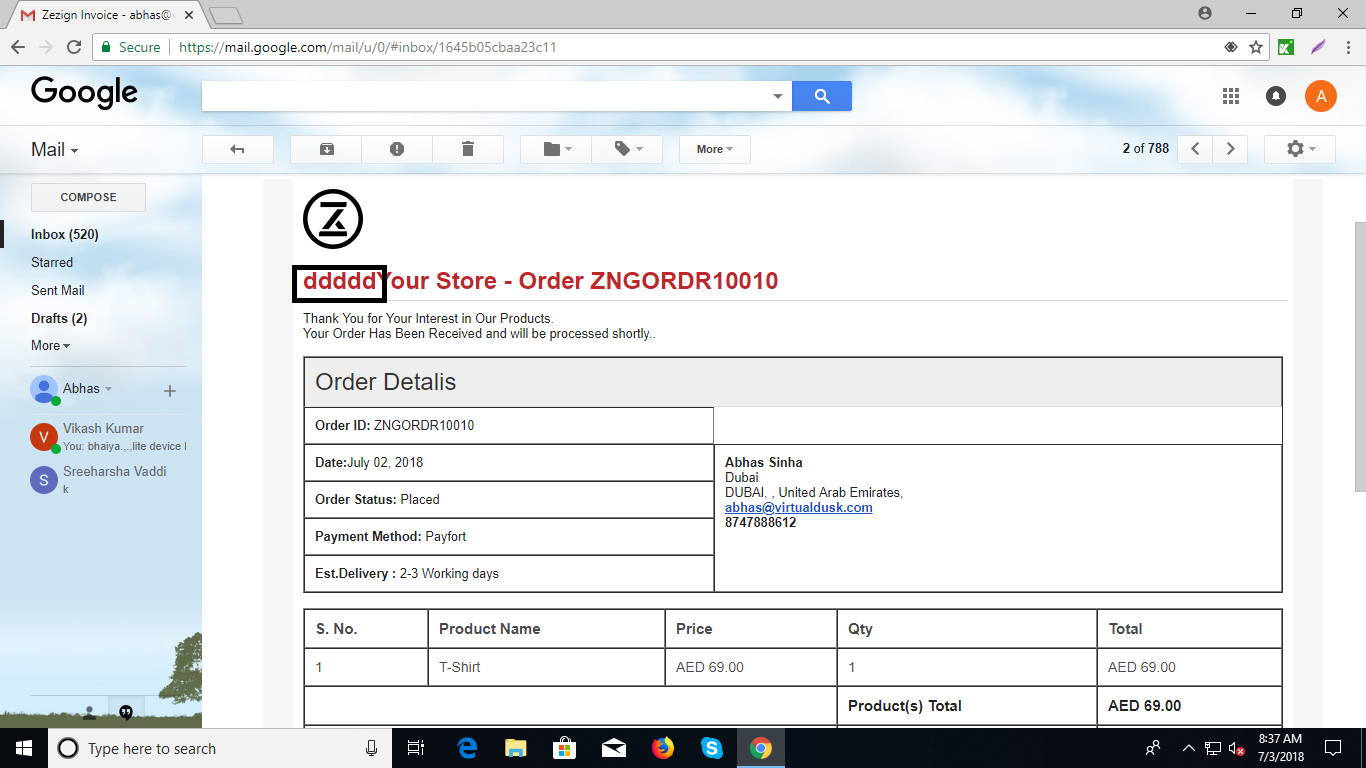 Zezign Invoice - abhas@
Secure
https://mail.google.com/mail/u/0/#inbox/1645b05cbaa23c11
Google
A
Mail
More
2 of 788
COMPOSE
Inbox (520)
Starred
Sent Mail
Drafts (2)
More
Abhas
V
Vikash Kumar
You: bhaiya.,.,life device
S
Sreeharsha Vaddi
k
Z
dddddYour Store - Order ZNGORDR10010
Thank You for Your Interest in Our Products.
Your Order Has Been Received and will be processed shortly..
Order Detalis
Order ID: ZNGORDR10010
Date:July 02, 2018
Order Status: Placed
Payment Method: Payfort
Est.Delivery : 2-3 Working days
Abhas Sinha
Dubai
DUBAI, , United Arab Emirates,
abhas@virtualdusk.com
8747888612
S. No. Product Name Price Qty Total
1 T-Shirt AED 69.00 1 AED 69.00
Product(s) Total AED 69.00
Type here to search
8:37 AM
7/3/2018